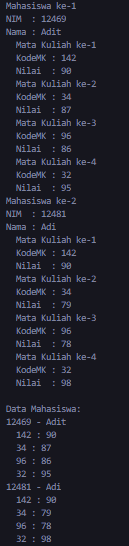 Mahasiswa ke-1
NIM  : 12469
Nama : Adit
  Mata Kuliah ke-1
  KodeMK : 142
  Nilai  : 90
  Mata Kuliah ke-2
  KodeMK : 34
  Nilai  : 87
  Mata Kuliah ke-3
  KodeMK : 96
  Nilai  : 86
  Mata Kuliah ke-4
  KodeMK : 32
  Nilai  : 95
Mahasiswa ke-2
NIM  : 12481
Nama : Adi
  Mata Kuliah ke-1
  KodeMK : 142
  Nilai  : 90
  Mata Kuliah ke-2
  KodeMK : 34
  Nilai  : 79
  Mata Kuliah ke-3
  KodeMK : 96
  Nilai  : 78
  Mata Kuliah ke-4
  KodeMK : 32
  Nilai  : 98

Data Mahasiswa:
12469 - Adit
  142 : 90
  34 : 87
  96 : 86
  32 : 95
12481 - Adi
  142 : 90
  34 : 79
  96 : 78
  32 : 98